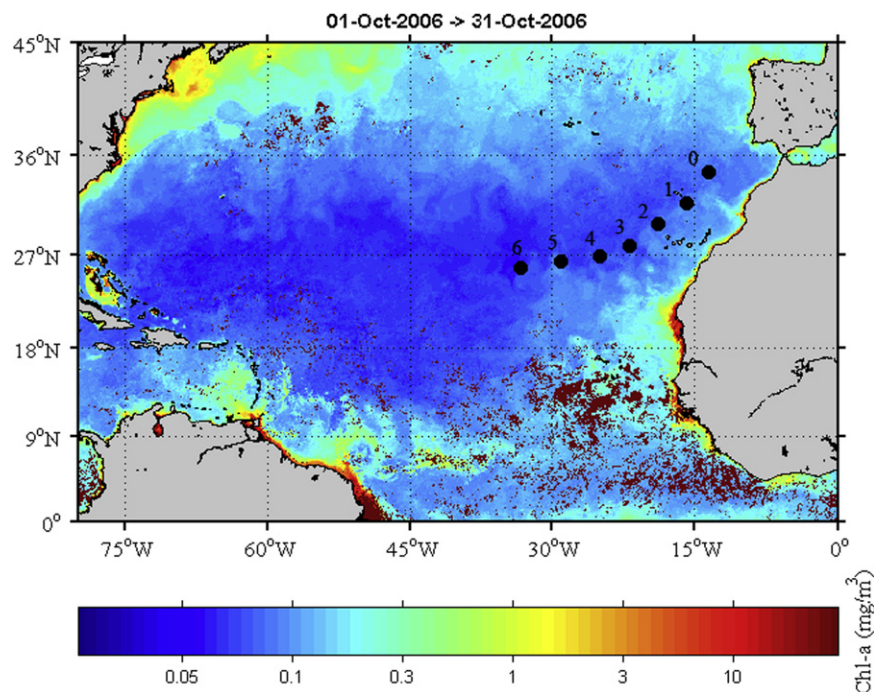 01-Oct-2006 -> 31-Oct-2006
45°N
36°N
27°N
18°N
9°N
0°
0
1
2
3
4
5
6
75°W 60°W 45°W 30°W 15°W 0°
0.05 0.1 0.3 1 3 10
Chl-a (mg/m³)